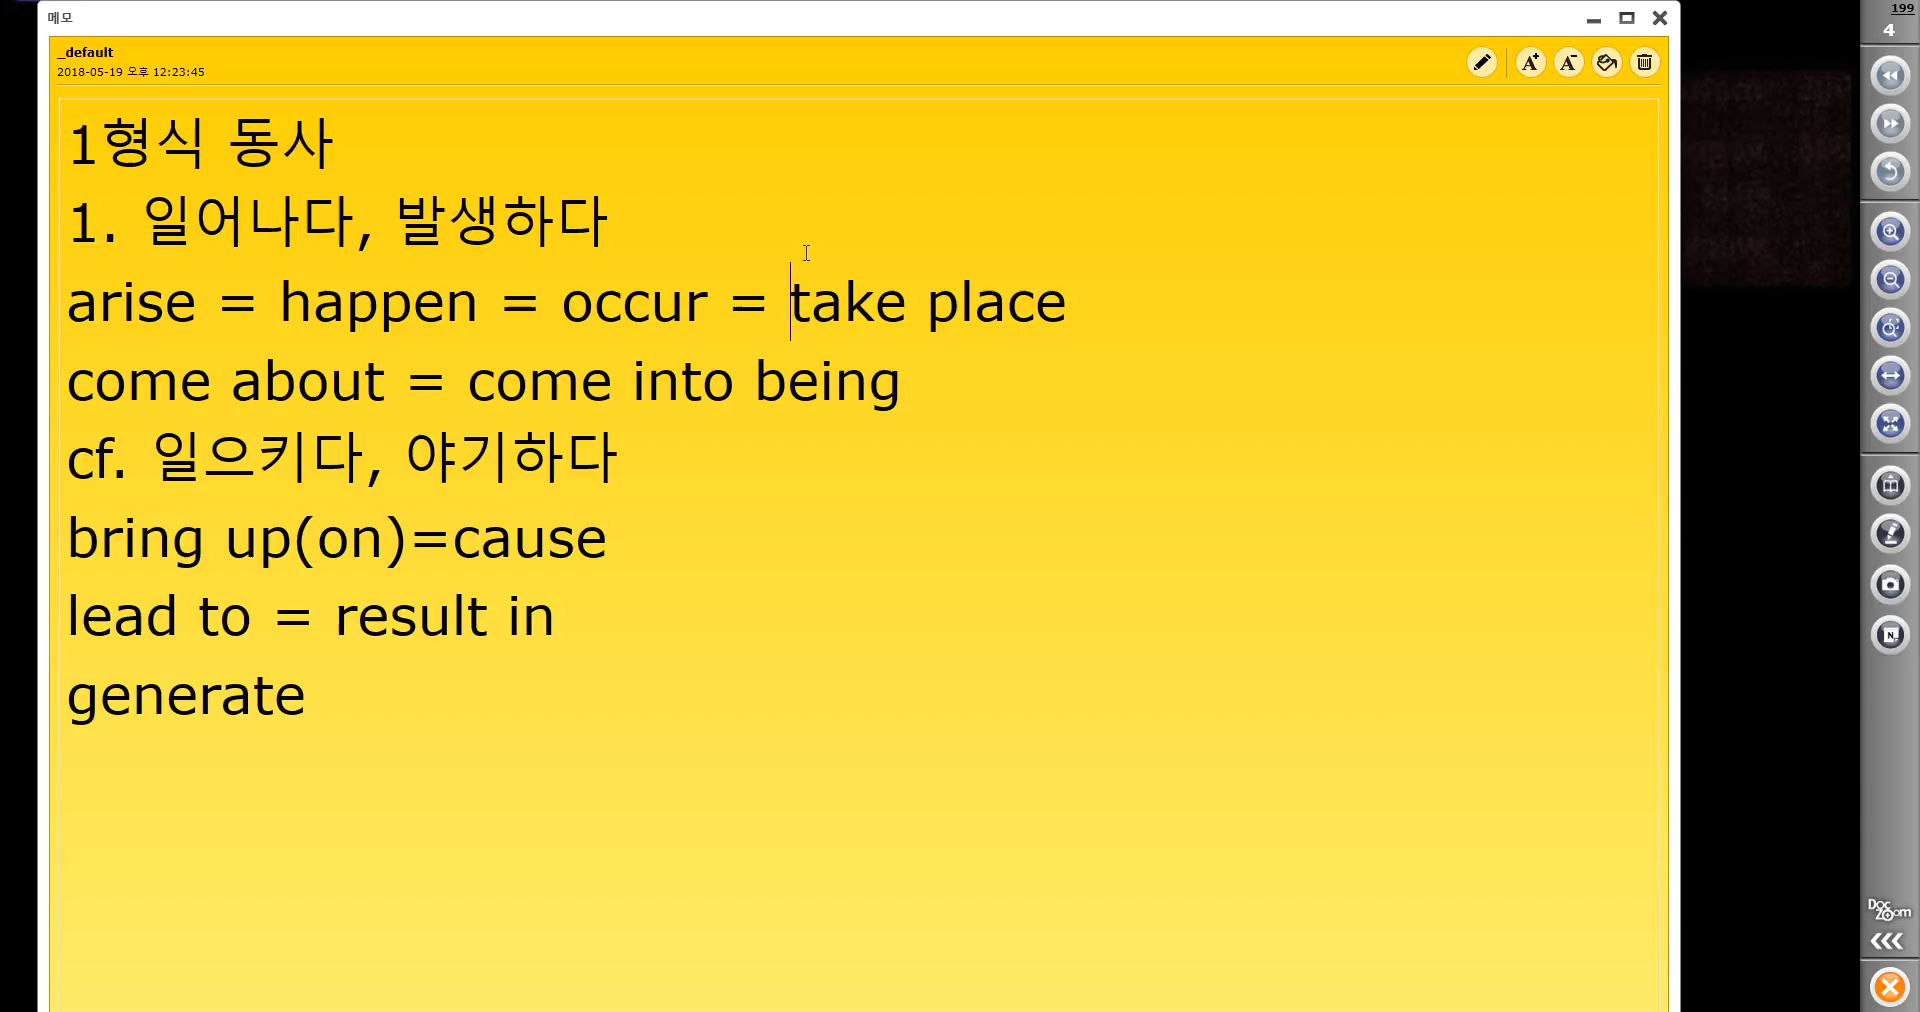 메모
_default
2018-05-19 오후 12:23:45
1형식 동사
1. 일어나다, 발생하다
arise = happen = occur = take place
come about = come into being
cf. 일으키다, 야기하다
bring up(on)=cause
lead to = result in
generate
199
4
Doc
Zoom